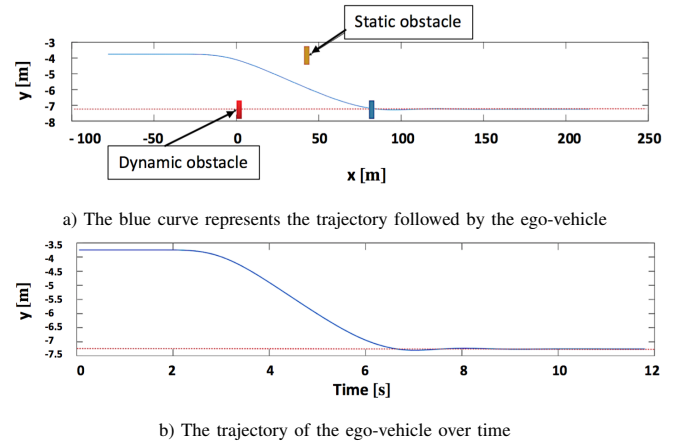 Static obstacle
-3
-4
-5
-6
-7
-8
y [m]
-100 -50 0 50 100 150 200 250
Dynamic obstacle
x [m]
a) The blue curve represents the trajectory followed by the ego-vehicle
-3.5
-4
-4.5
-5
-5.5
-6
-6.5
-7
-7.5
y [m]
0 2 4 6 8 10 12
Time [s]
b) The trajectory of the ego-vehicle over time